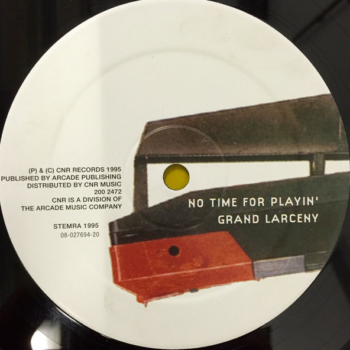 (P) & (C) CNR RECORDS 1995
PUBLISHED BY ARCADE PUBLISHING
DISTRIBUTED BY CNR MUSIC
200 2472
CNR IS A DIVISION OF
THE ARCADE MUSIC COMPANY
STEMRA 1995
08-027694-20
NO TIME FOR PLAYIN'
GRAND LARCENY